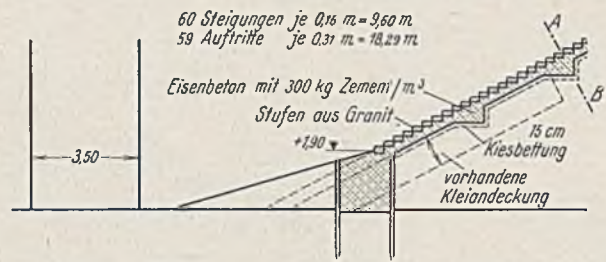 60 Steigungen je 0,16 m = 9,60 m
59 Auftritte je 0,31 m = 18,29 m
A
Eisenbeton mit 300 kg Zement/m³
Stufen aus Granit
B
+1,90
15 cm
Kiesbettung
3,50
vorhandene
Kleiandeckung